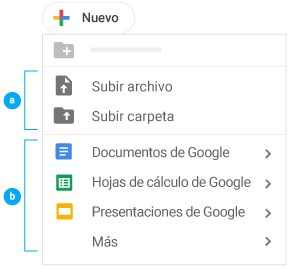 Nuevo
a
Subir archivo
Subir carpeta
b
Documentos de Google
Hojas de cálculo de Google
Presentaciones de Google
Más